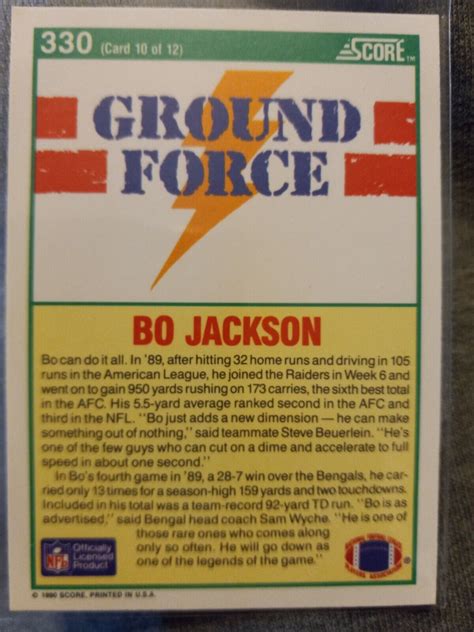 330 (Card 10 of 12) SCORE™
GROUND
FORCE
BO JACKSON
Bo can do it all. In '89, after hitting 32 home runs and driving in 105
runs in the American League, he joined the Raiders in Week 6 and
went on to gain 950 yards rushing on 173 carries, the sixth best total
in the AFC. His 5.5-yard average ranked second in the AFC and
third in the NFL. "Bo just adds a new dimension — he can make
something out of nothing," said teammate Steve Beuerlein. "He's
one of the few guys who can cut on a dime and accelerate to full
speed in about one second."
In Bo's fourth game in '89, a 28-7 win over the Bengals, he car-
ried only 13 times for a season-high 159 yards and two touchdowns.
Included in his total was a team-record 92-yard TD run. "Bo is as
advertised," said Bengal head coach Sam Wyche. "He is one of
those rare ones who comes along
only so often. He will go down as
one of the legends of the game."
NFL
Officially
Licensed
Product
© 1990 SCORE, PRINTED IN U.S.A.